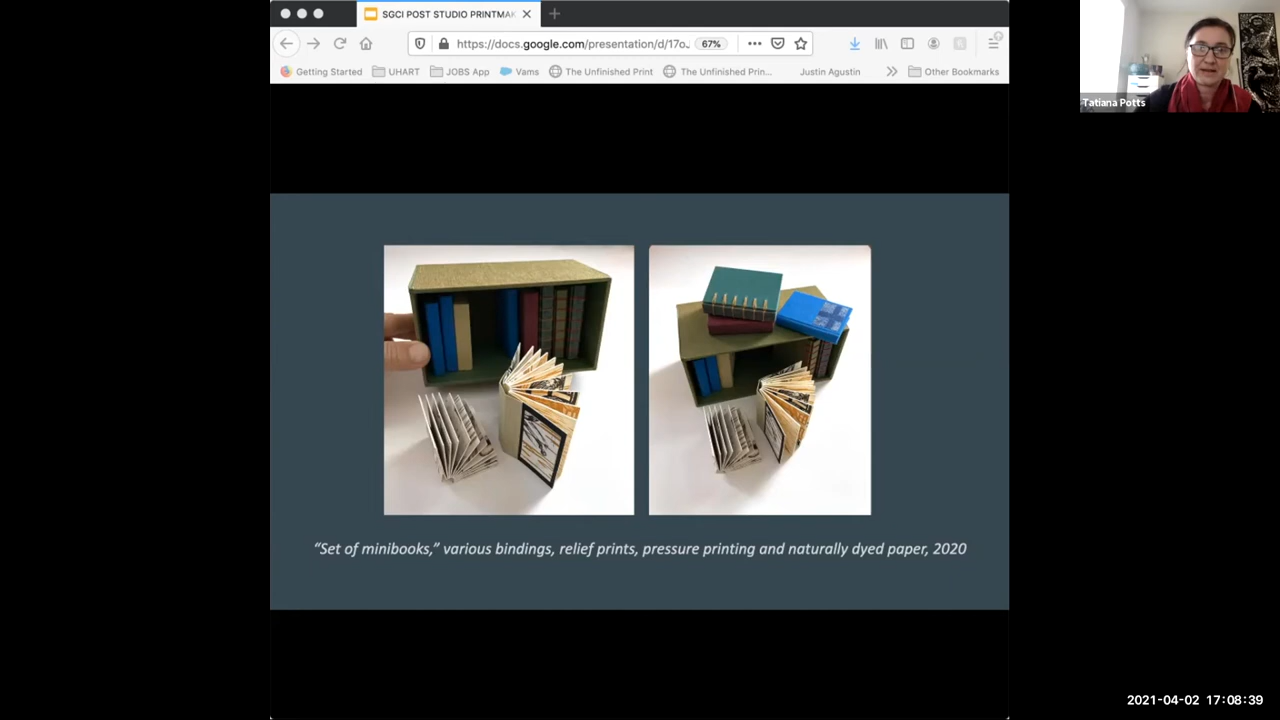 SGCI POST STUDIO PRINTMAK
https://docs.google.com/presentation/d/17o.
67%
Getting Started
UHART
JOBS App
Vams
The Unfinished Print
The Unfinished Prin...
Justin Agustin
Other Bookmarks
Tatiana Potts
“Set of minibooks,” various bindings, relief prints, pressure printing and naturally dyed paper, 2020
2021-04-02 17:08:39